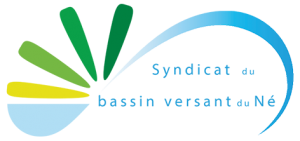 Syndicat du
bassin versant du Né